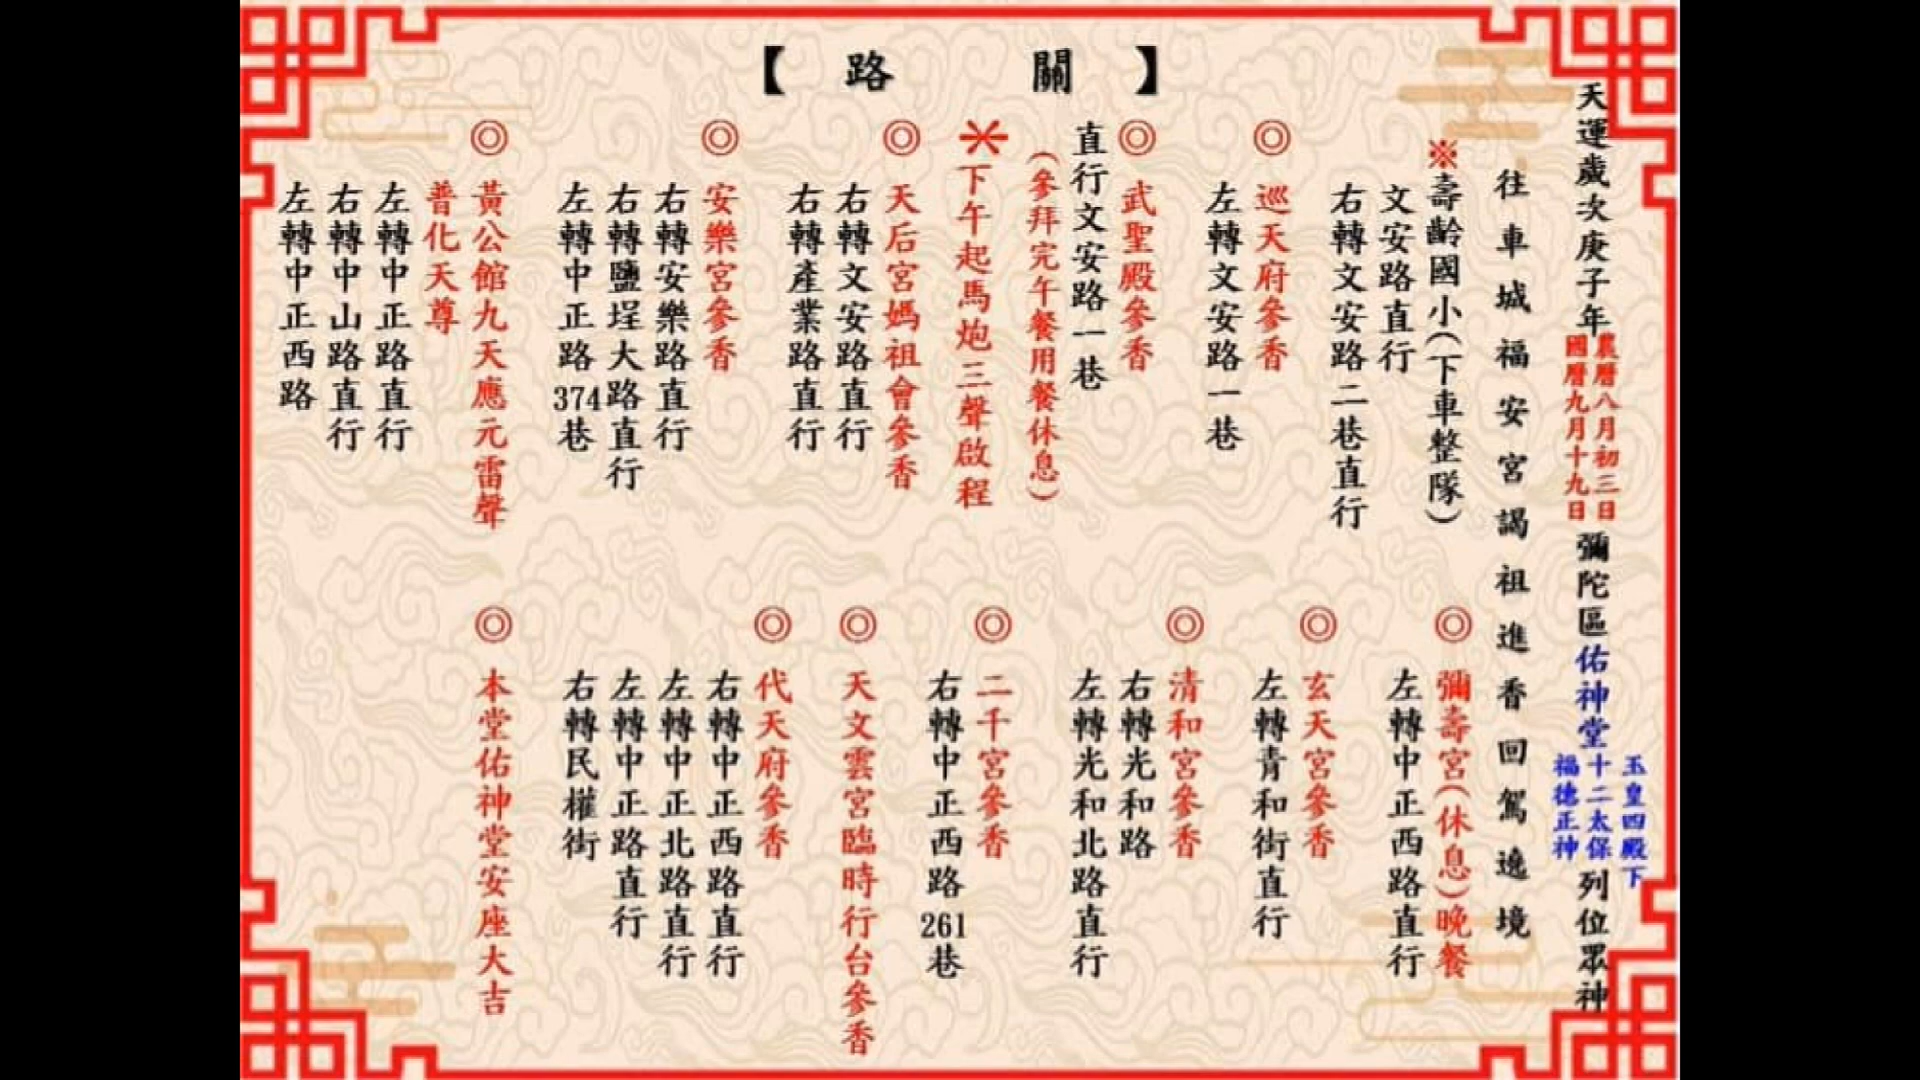 【 路 關 】
天運歲次庚子年
農曆八月初三日
國曆九月十九日
彌陀區佑神堂
玉皇四殿下
十二太保
福德正神
列位眾神
往車城福安宮謁祖進香回駕遶境
※壽齡國小(下車整隊)
文安路直行
右轉文安路二巷直行
◎巡天府參香
左轉文安路一巷
◎武聖殿參香
直行文安路一巷
(參拜完午餐用餐休息)
＊下午起馬炮三聲啟程
◎天后宮媽祖會參香
右轉文安路直行
右轉產業路直行
◎安樂宮參香
右轉安樂路直行
右轉鹽埕大路直行
左轉中正路374巷
◎黃公館九天應元雷聲
普化天尊
左轉中正路直行
右轉中山路直行
左轉中正西路
◎彌壽宮(休息)晚餐
左轉中正西路直行
◎玄天宮參香
左轉青和街直行
◎清和宮參香
右轉光和路
左轉光和北路直行
◎二千宮參香
右轉中正西路261巷
◎天文雲宮臨時行台參香
◎代天府參香
右轉中正西路直行
左轉中正北路直行
左轉中正路直行
右轉民權街
◎本堂佑神堂安座大吉